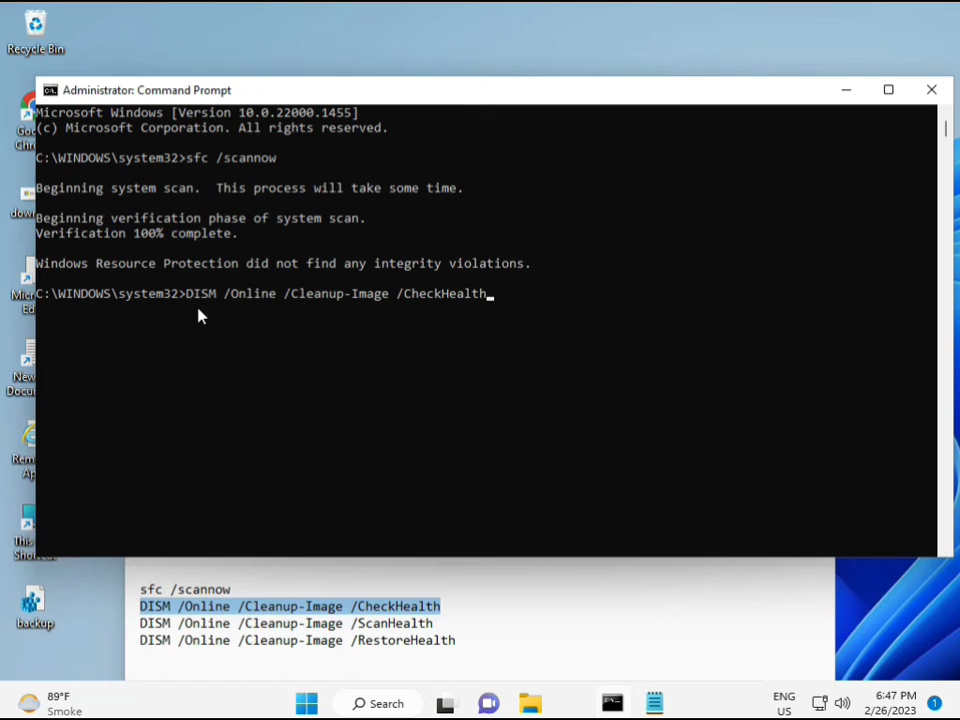 Recycle Bin
Administrator: Command Prompt
Microsoft Windows [Version 10.0.22000.1455]
(c) Microsoft Corporation. All rights reserved.
C:\WINDOWS\system32>sfc /scannow
Beginning system scan.  This process will take some time.
Beginning verification phase of system scan.
Verification 100% complete.
Windows Resource Protection did not find any integrity violations.
C:\WINDOWS\system32>DISM /Online /Cleanup-Image /CheckHealth
New
This
backup
sfc /scannow
DISM /Online /Cleanup-Image /CheckHealth
DISM /Online /Cleanup-Image /ScanHealth
DISM /Online /Cleanup-Image /RestoreHealth
89°F
Smoke
Search
ENG
US
6:47 PM
2/26/2023
1